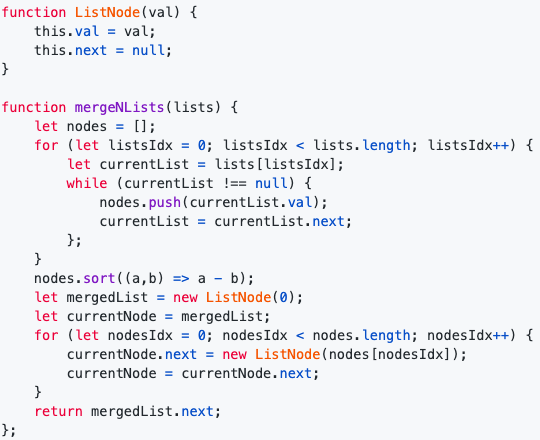 function ListNode(val) {
    this.val = val;
    this.next = null;
}

function mergeNLists(lists) {
    let nodes = [];
    for (let listsIdx = 0; listsIdx < lists.length; listsIdx++) {
        let currentList = lists[listsIdx];
        while (currentList !== null) {
            nodes.push(currentList.val);
            currentList = currentList.next;
        };
    }
    nodes.sort((a,b) => a - b);
    let mergedList = new ListNode(0);
    let currentNode = mergedList;
    for (let nodesIdx = 0; nodesIdx < nodes.length; nodesIdx++) {
        currentNode.next = new ListNode(nodes[nodesIdx]);
        currentNode = currentNode.next;
    }
    return mergedList.next;
};